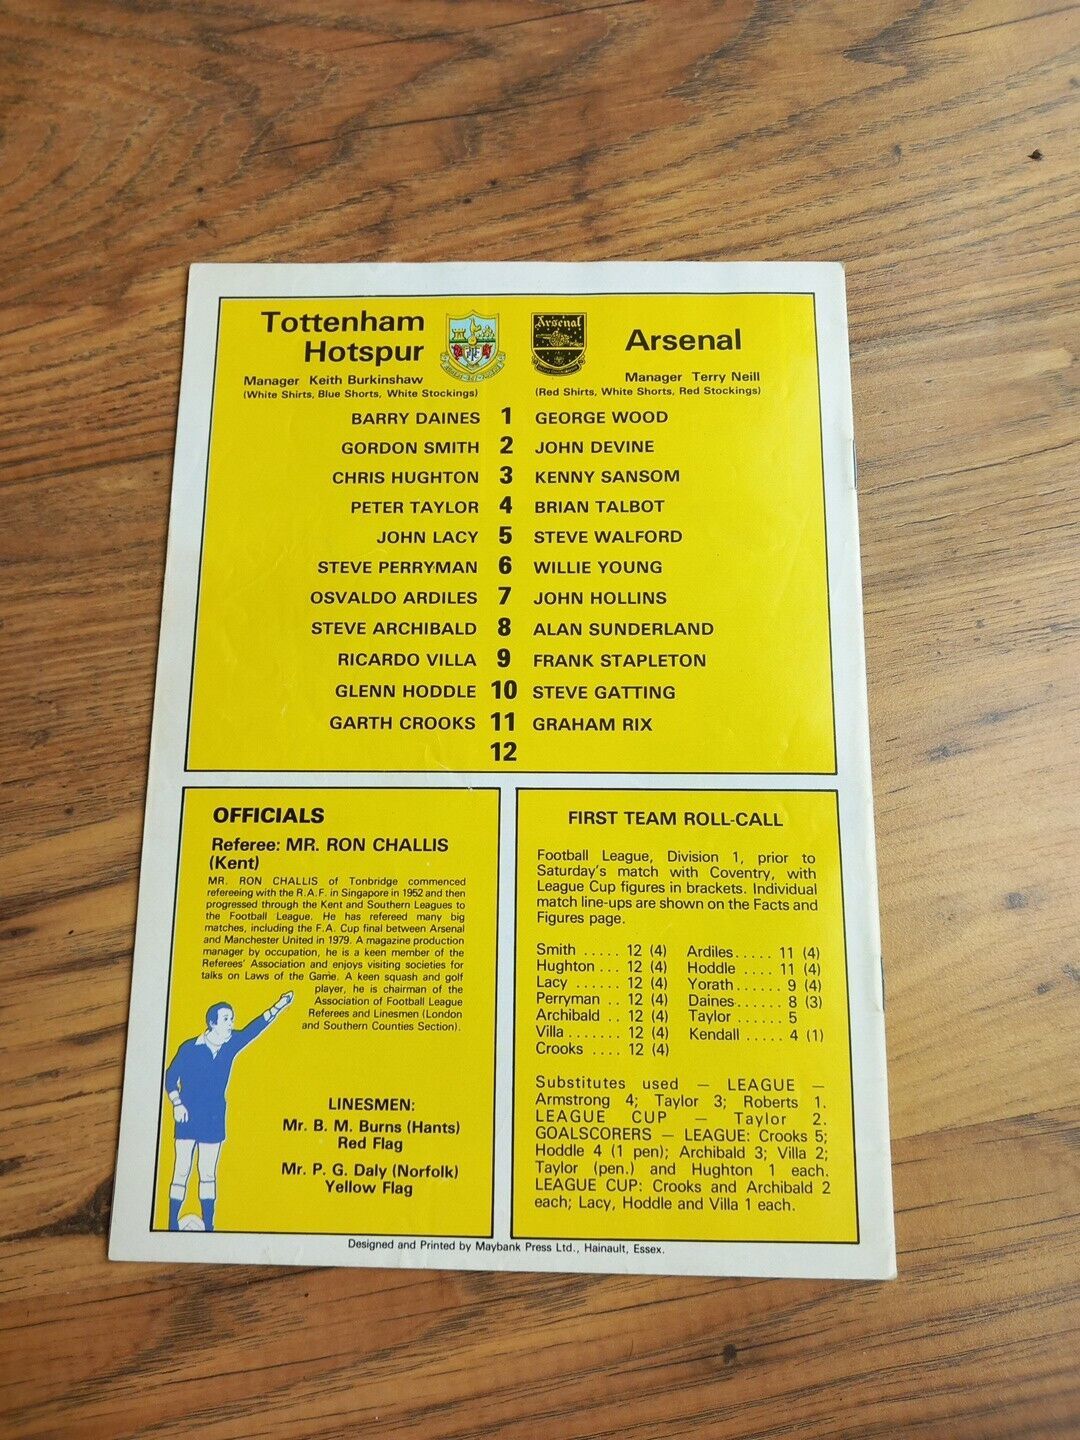 Tottenham
Hotspur
Manager Keith Burkinshaw
(White Shirts, Blue Shorts, White Stockings)
Arsenal
Arsenal
Manager Terry Neill
(Red Shirts, White Shorts, Red Stockings)
BARRY DAINES 1 GEORGE WOOD
GORDON SMITH 2 JOHN DEVINE
CHRIS HUGHTON 3 KENNY SANSOM
PETER TAYLOR 4 BRIAN TALBOT
JOHN LACY 5 STEVE WALFORD
STEVE PERRYMAN 6 WILLIE YOUNG
OSVALDO ARDILES 7 JOHN HOLLINS
STEVE ARCHIBALD 8 ALAN SUNDERLAND
RICARDO VILLA 9 FRANK STAPLETON
GLENN HODDLE 10 STEVE GATTING
GARTH CROOKS 11 GRAHAM RIX
12
OFFICIALS
Referee: MR. RON CHALLIS
(Kent)
MR. RON CHALLIS of Tonbridge commenced
refereeing with the R.A.F. in Singapore in 1952 and then
progressed through the Kent and Southern Leagues to
the Football League. He has refereed many big
matches, including the F.A. Cup final between Arsenal
and Manchester United in 1979. A magazine production
manager by occupation, he is a keen member of the
Referees' Association and enjoys visiting societies for
talks on Laws of the Game. A keen squash and golf
player, he is chairman of the
Association of Football League
Referees and Linesmen (London
and Southern Counties Section).
LINESMEN:
Mr. B. M. Burns (Hants)
Red Flag
Mr. P. G. Daly (Norfolk)
Yellow Flag
FIRST TEAM ROLL-CALL
Football League, Division 1, prior to
Saturday's match with Coventry, with
League Cup figures in brackets. Individual
match line-ups are shown on the Facts and
Figures page.
Smith ..... 12 (4)
Hughton ... 12 (4)
Lacy ...... 12 (4)
Perryman .. 12 (4)
Archibald .. 12 (4)
Villa ....... 12 (4)
Crooks .... 12 (4)
Ardiles..... 11 (4)
Hoddle .... 11 (4)
Yorath...... 9 (4)
Daines...... 8 (3)
Taylor ...... 5
Kendall ..... 4 (1)
Substitutes used — LEAGUE —
Armstrong 4; Taylor 3; Roberts 1.
LEAGUE CUP — Taylor 2.
GOALSCORERS — LEAGUE: Crooks 5;
Hoddle 4 (1 pen); Archibald 3; Villa 2;
Taylor (pen.) and Hughton 1 each.
LEAGUE CUP: Crooks and Archibald 2
each; Lacy, Hoddle and Villa 1 each.
Designed and Printed by Maybank Press Ltd., Hainault, Essex.